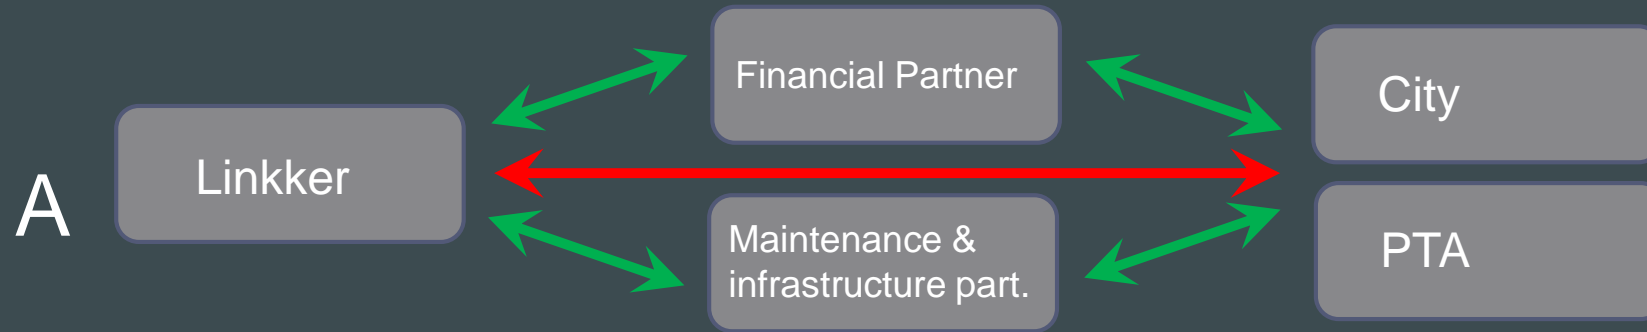 A
Linkker
Financial Partner
Maintenance &
infrastructure part.
City
PTA